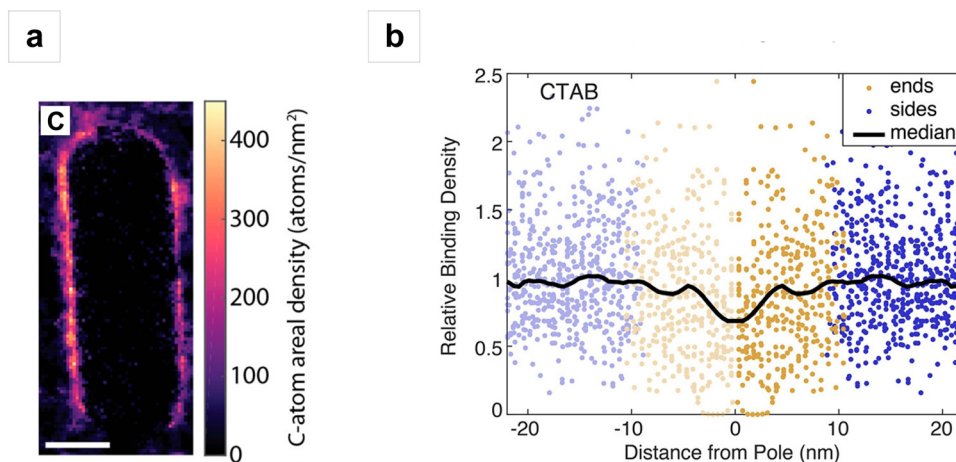 a
b
C
C-atom areal density (atoms/nm²)
400
300
200
100
0
CTAB
ends
sides
median
Relative Binding Density
2.5
2
1.5
1
0.5
0
-20
-10
0
10
20
Distance from Pole (nm)